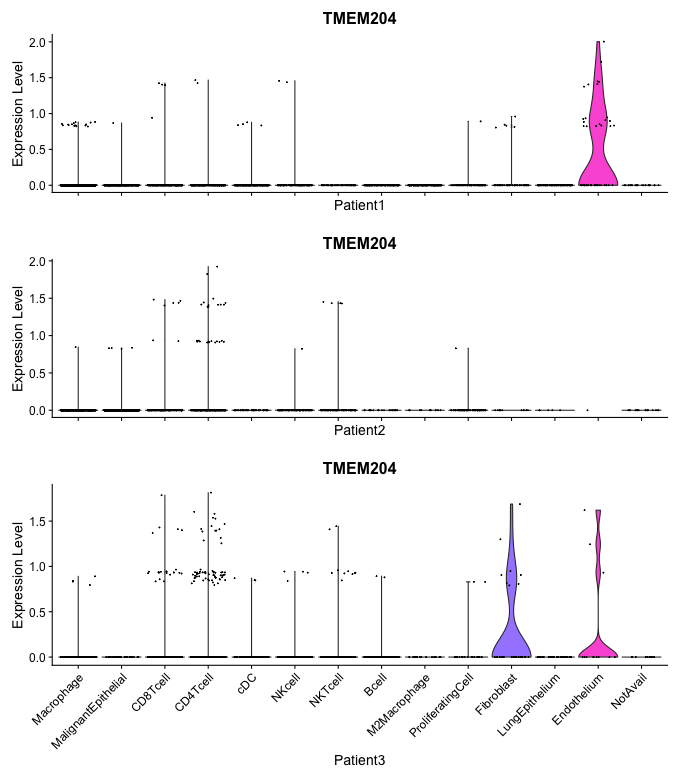 TMEM204
Expression Level
2.0
1.5
1.0
0.5
0.0
Patient1
TMEM204
Expression Level
2.0
1.5
1.0
0.5
0.0
Patient2
TMEM204
Expression Level
1.5
1.0
0.5
0.0
Macrophage
MalignantEpithelial
CD8Tcell
CD4Tcell
cDC
NKcell
NKTcell
Bcell
M2Macrophage
ProliferatingCell
Fibroblast
LungEpithelium
Endothelium
NotAvail
Patient3